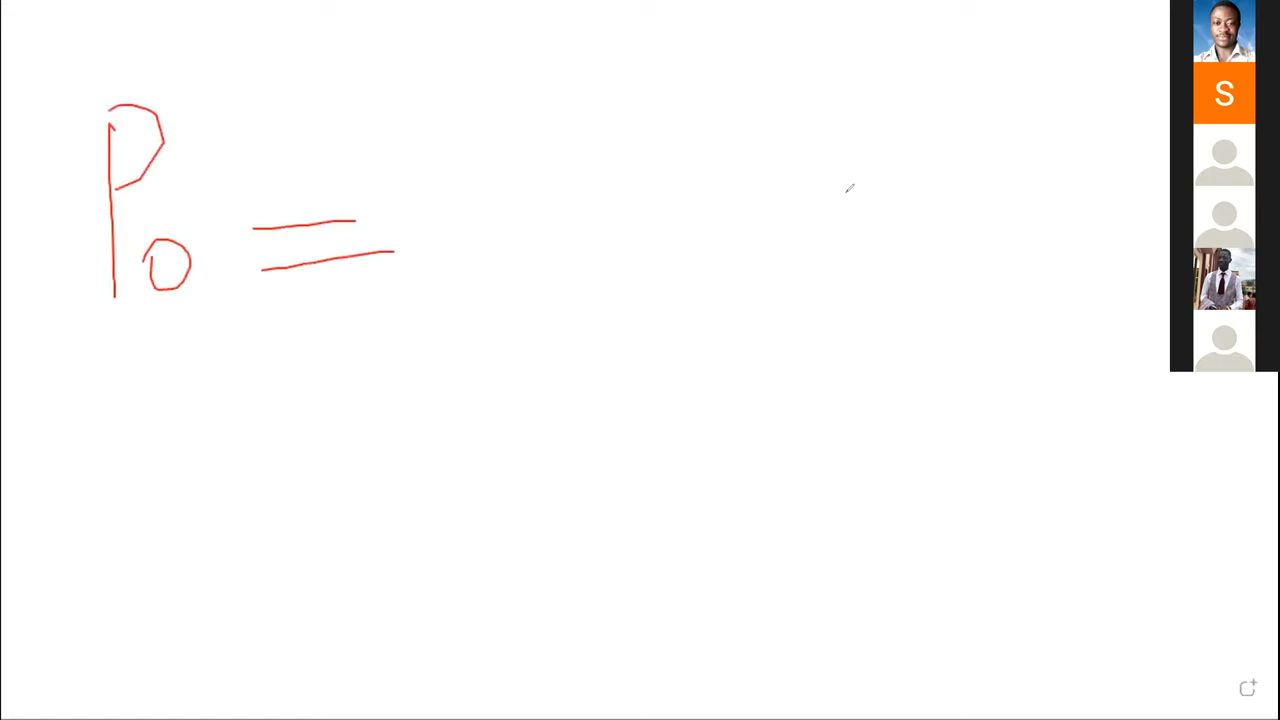 P₀ =
S